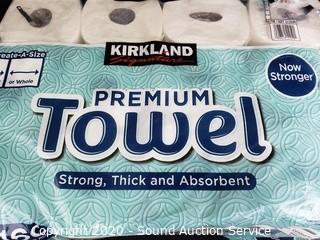 KIRKLAND
Signature
Create-A-Size
or Whole
Now
Stronger
PREMIUM
Towel
Strong, Thick and Absorbent
Copyright 2020 - Sound Auction Service